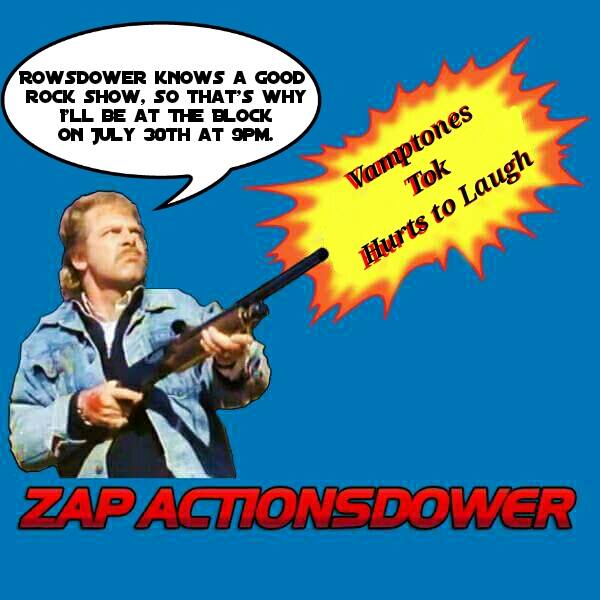 ROWSDOWER KNOWS A GOOD
ROCK SHOW, SO THAT'S WHY
I'LL BE AT THE BLOCK
ON JULY 30TH AT 9PM.
Vamptones
Tok
Hurts to Laugh
ZAP ACTIONSDOWER